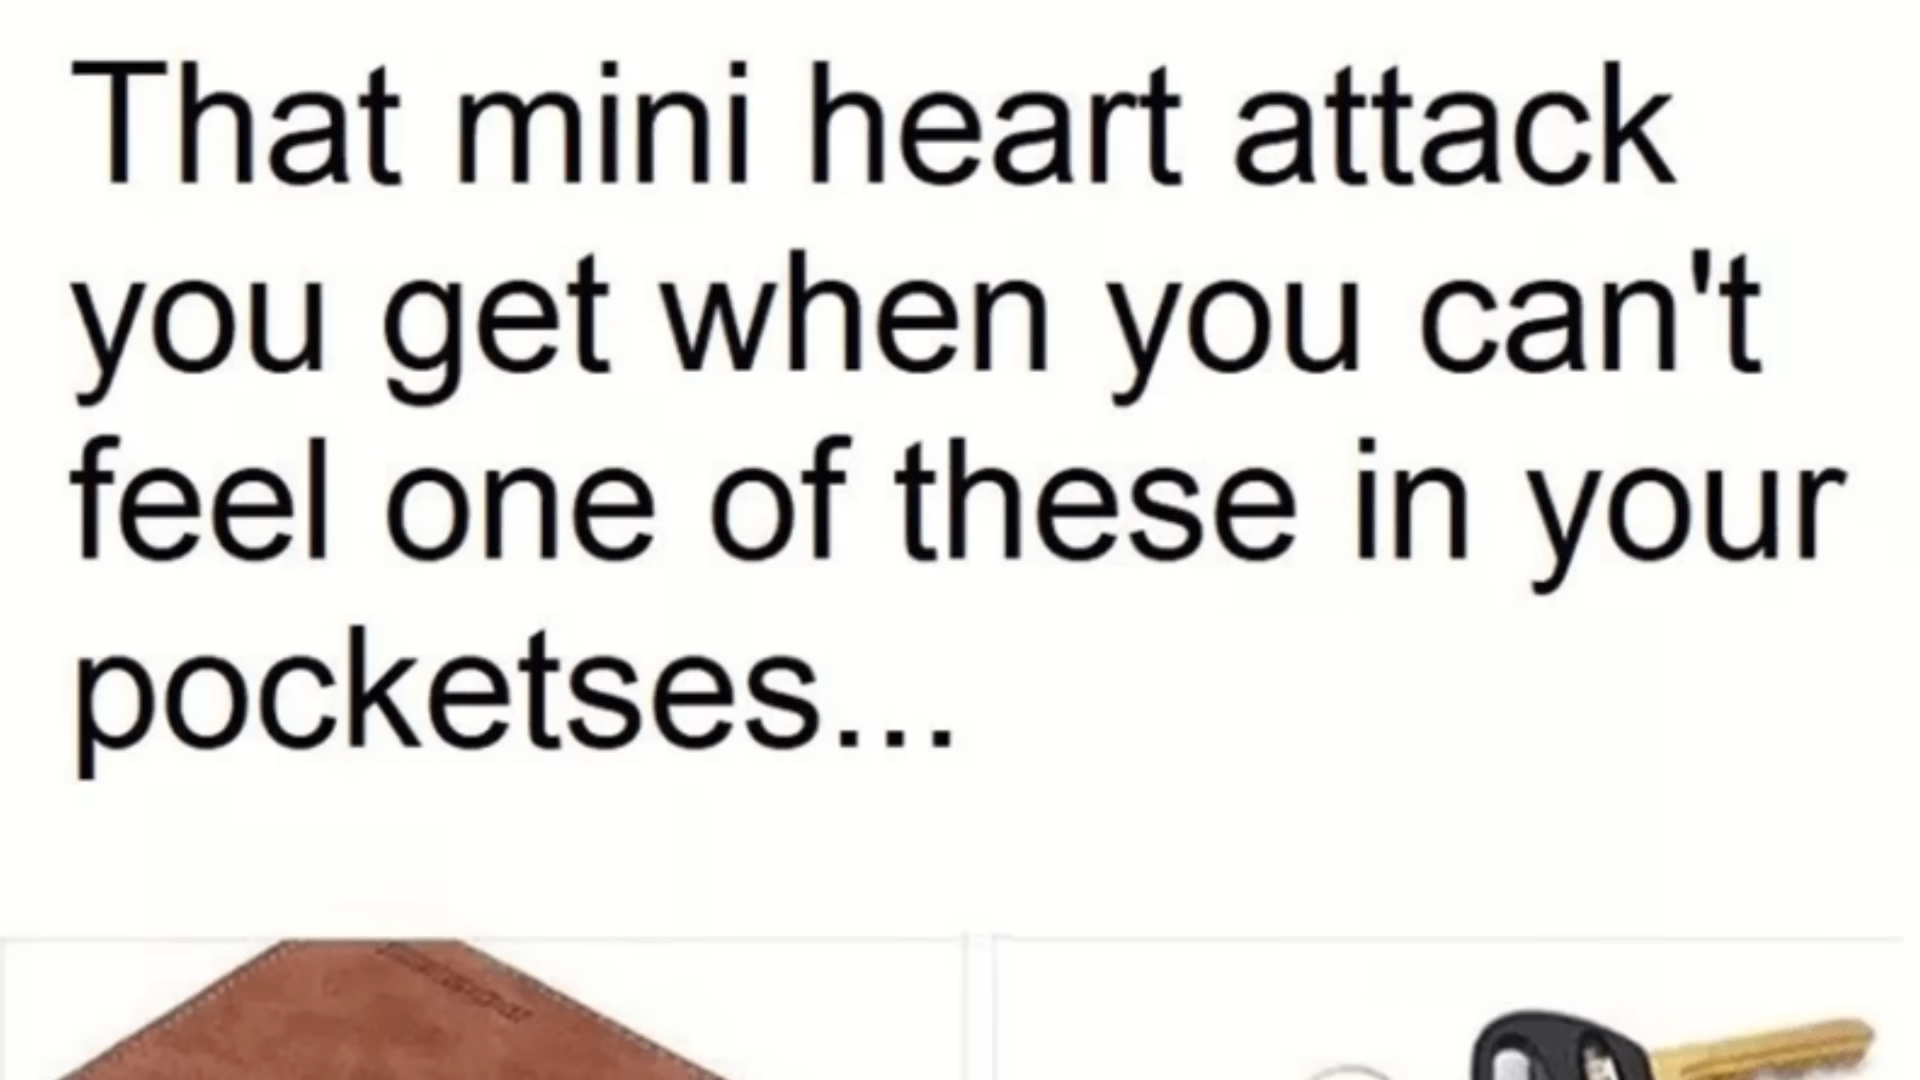 That mini heart attack
you get when you can't
feel one of these in your
pocketses...